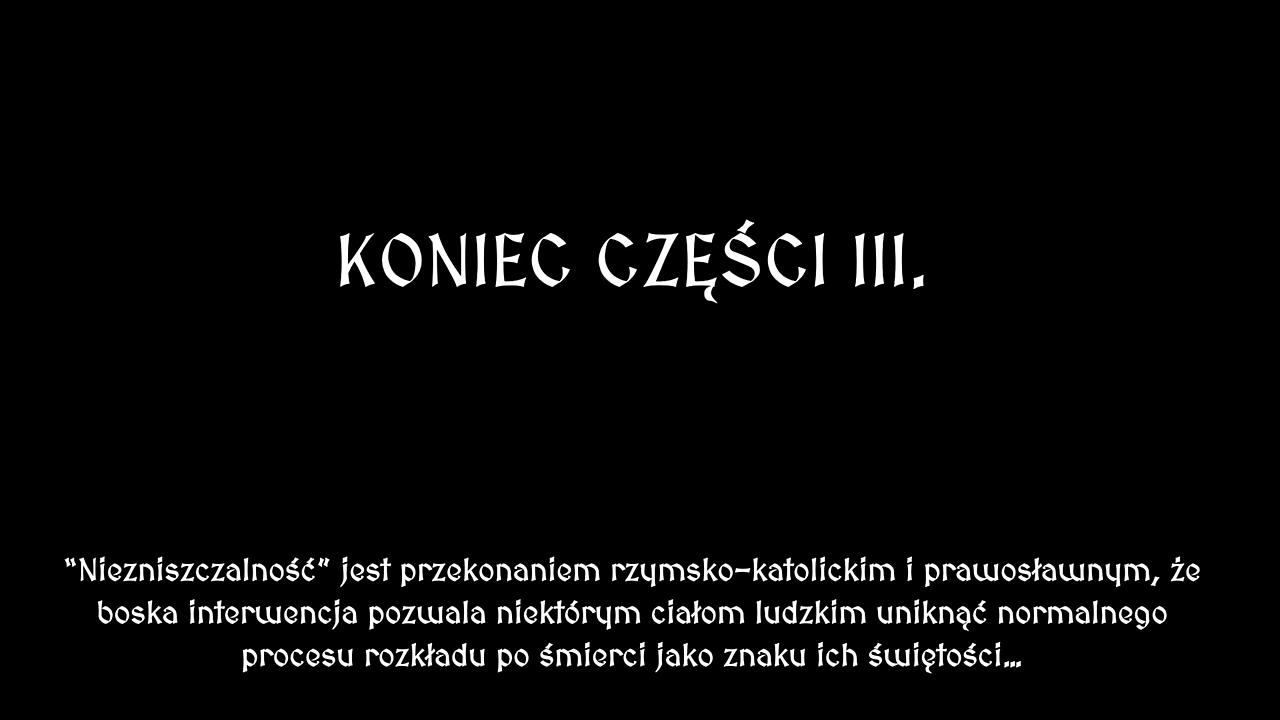 KONIEC CZĘŚCI III.
"Niezniszczalność" jest przekonaniem rzymsko-katolickim i prawosławnym, że
boska interwencja pozwala niektórym ciałom ludzkim uniknąć normalnego
procesu rozkładu po śmierci jako znaku ich świętości...